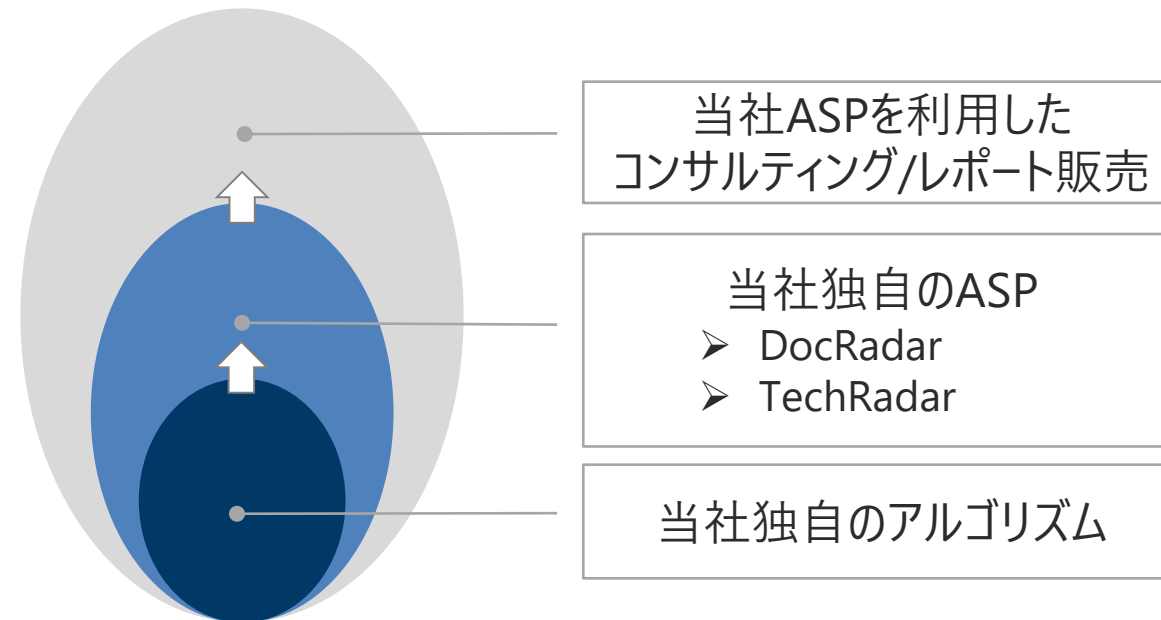 当社ASPを利用した
コンサルティング/レポート販売
当社独自のASP
➢ DocRadar
➢ TechRadar
当社独自のアルゴリズム